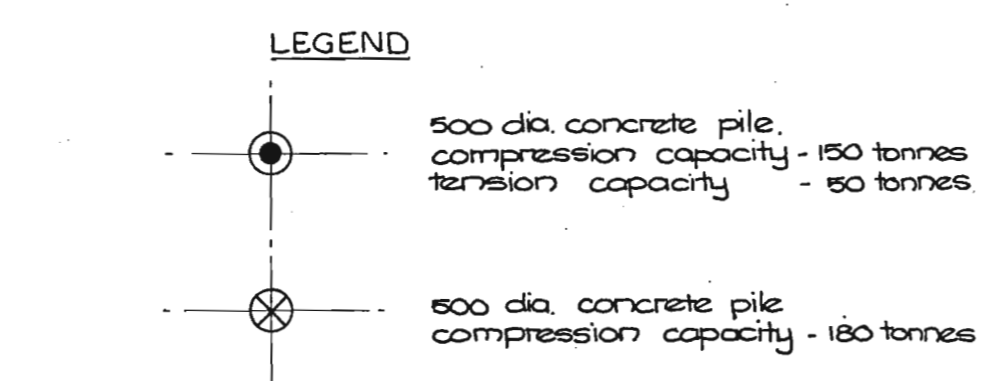 LEGEND
500 dia. concrete pile.
compression capacity - 150 tonnes
tension capacity - 50 tonnes.
500 dia. concrete pile
compression capacity - 180 tonnes